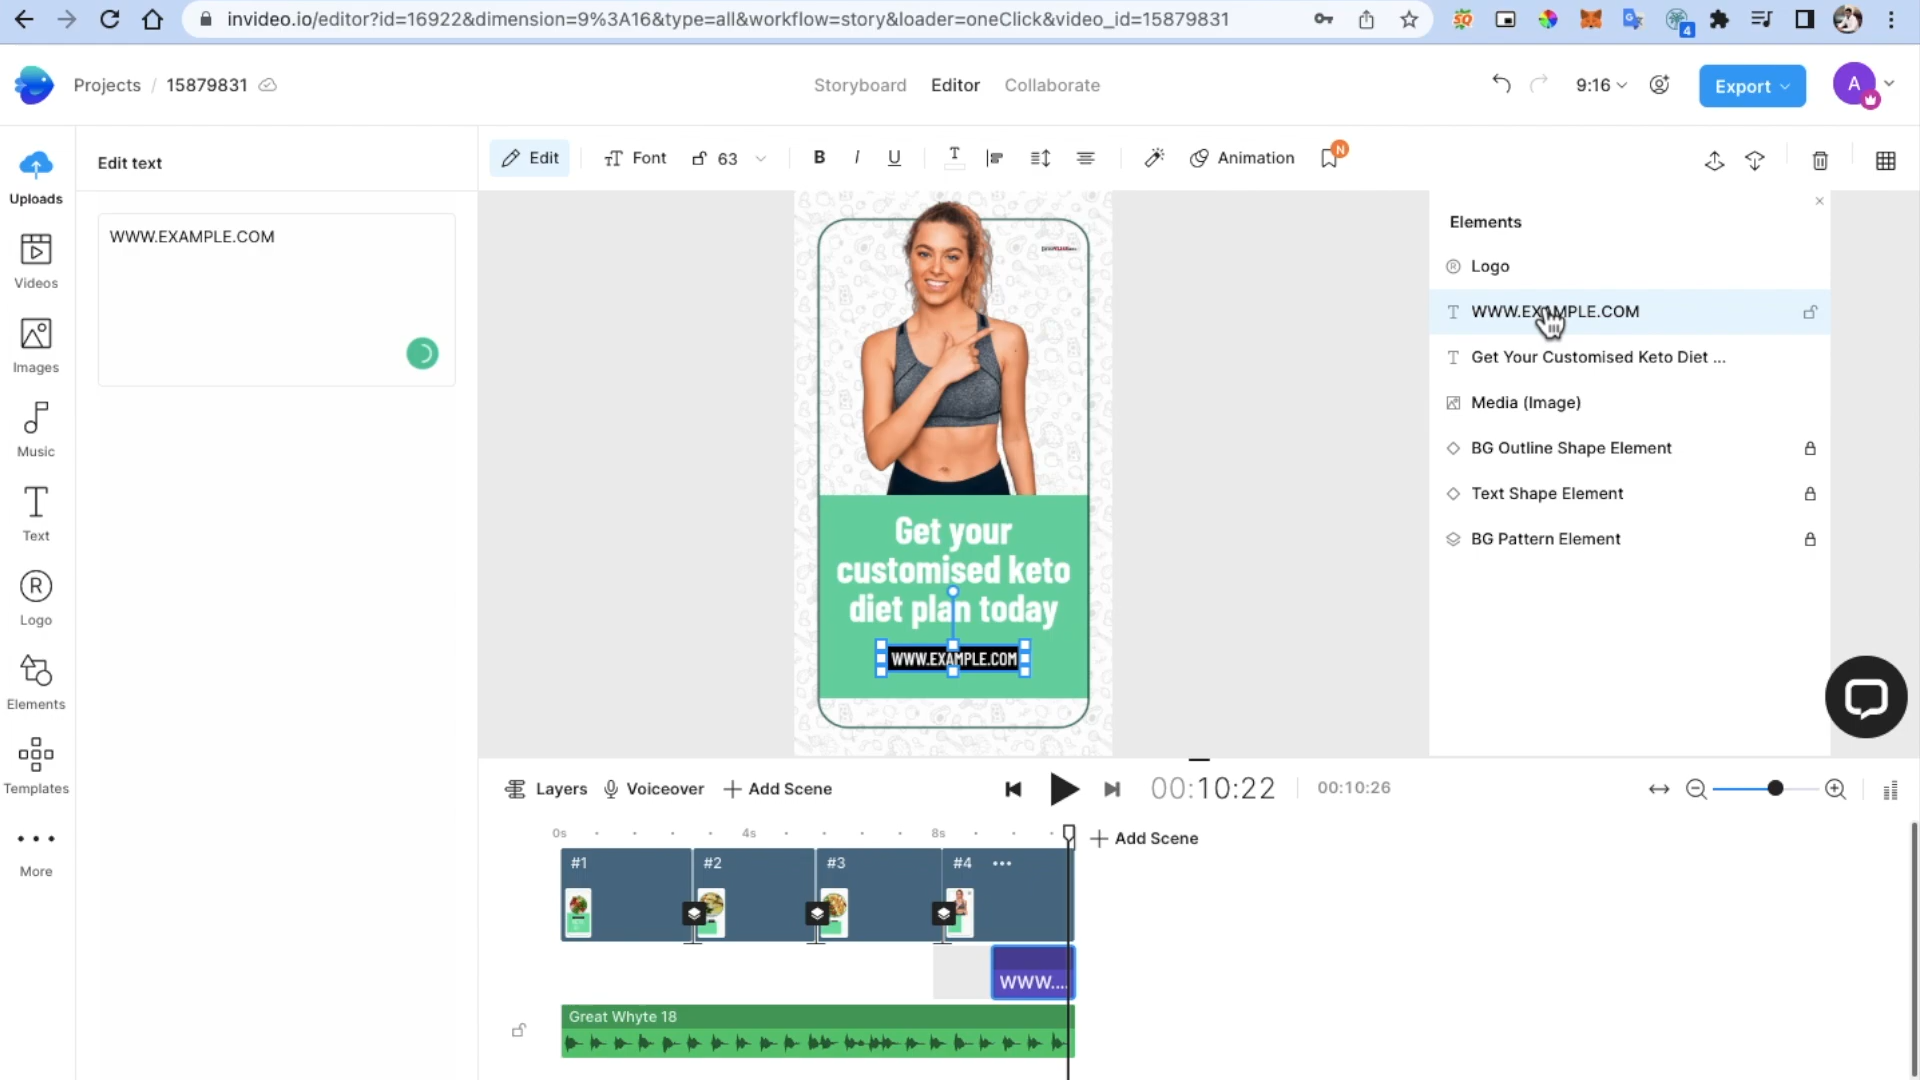 invideo.io/editor?id=16922&dimension=9%3A16&type=all&workflow=story&loader=oneClick&video_id=15879831
SQ
4
Projects / 15879831
Storyboard Editor Collaborate
9:16
Export
A
Edit text
Edit
Font
63
B I U
T
Animation
N
Uploads
Videos
Images
Music
Text
Logo
Elements
Templates
More
WWW.EXAMPLE.COM
Get your
customised keto
diet plan today
WWW.EXAMPLE.COM
Elements
Logo
WWW.EXAMPLE.COM
Get Your Customised Keto Diet ...
Media (Image)
BG Outline Shape Element
Text Shape Element
BG Pattern Element
Layers
Voiceover
Add Scene
00:10:22
00:10:26
0s 4s 8s
Add Scene
#1 #2 #3 #4
WWW....
Great Whyte 18